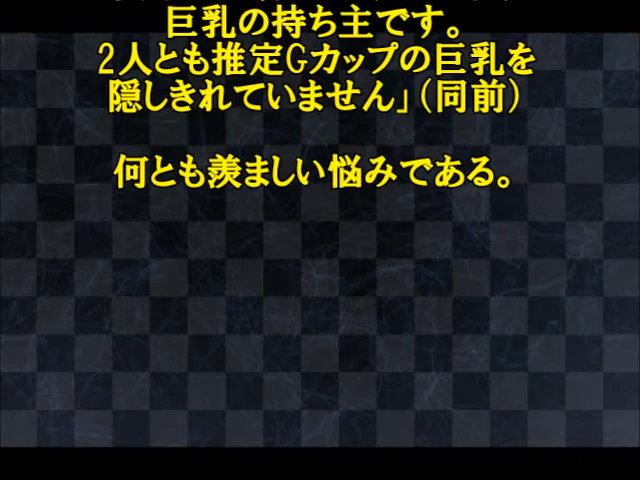 巨乳の持ち主です。
2人とも推定Gカップの巨乳を
隠しきれていません」（同前）
何とも羨ましい悩みである。